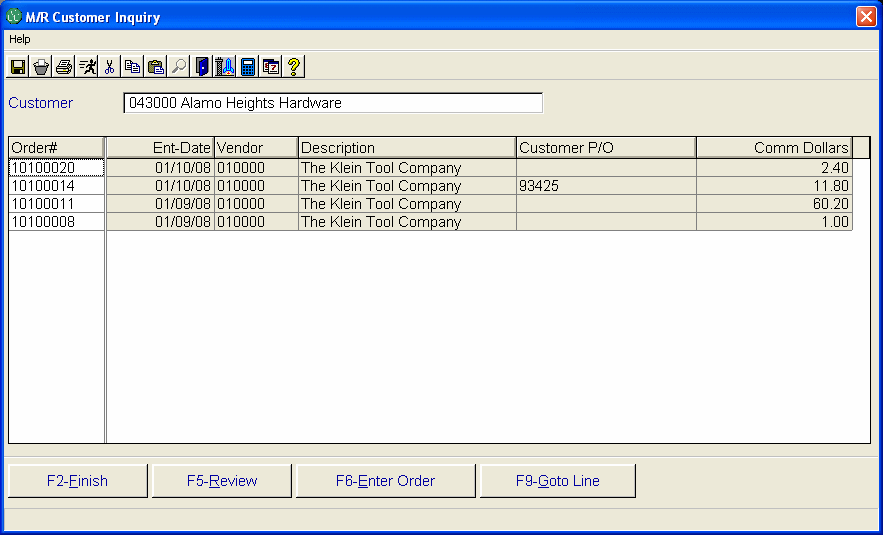 M/R Customer Inquiry
Help
Customer 043000 Alamo Heights Hardware
Order# Ent-Date Vendor Description Customer P/O Comm Dollars
10100020 01/10/08 010000 The Klein Tool Company 2.40
10100014 01/10/08 010000 The Klein Tool Company 93425 11.80
10100011 01/09/08 010000 The Klein Tool Company 60.20
10100008 01/09/08 010000 The Klein Tool Company 1.00
F2-Finish F5-Review F6-Enter Order F9-Goto Line